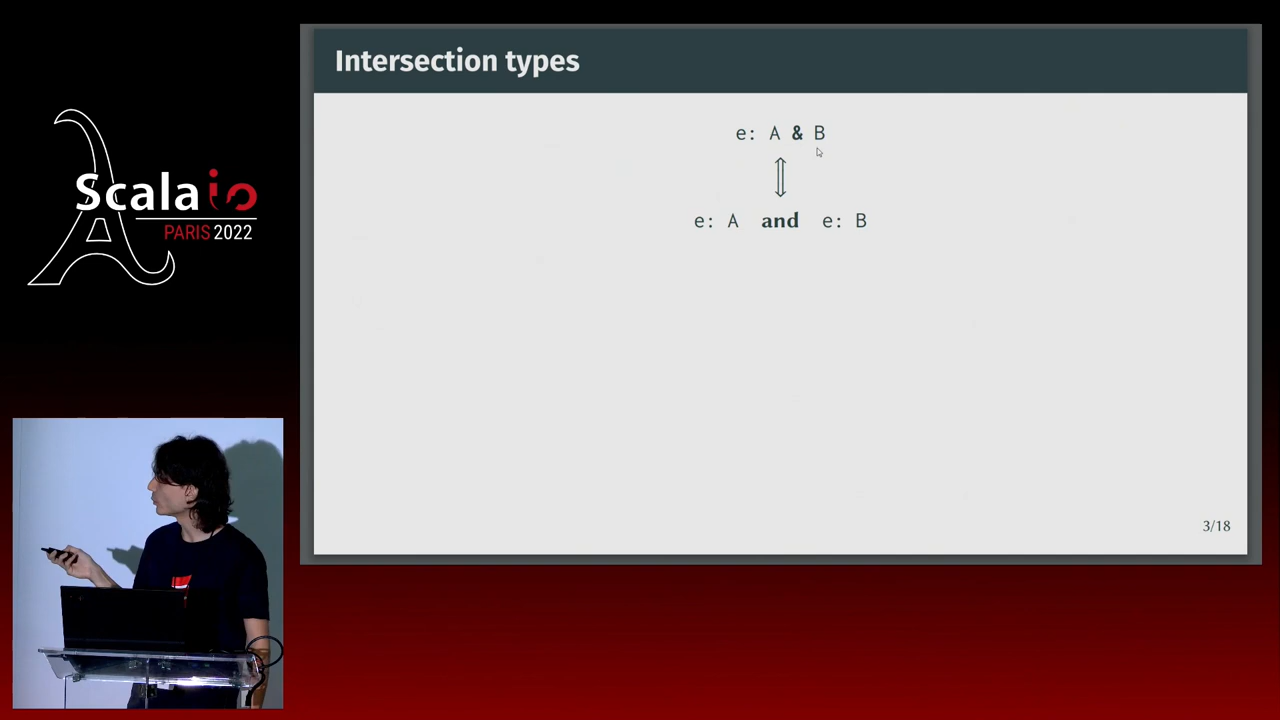 Scala io
PARIS 2022
Intersection types
e: A & B
⇕
e: A and e: B
3/18